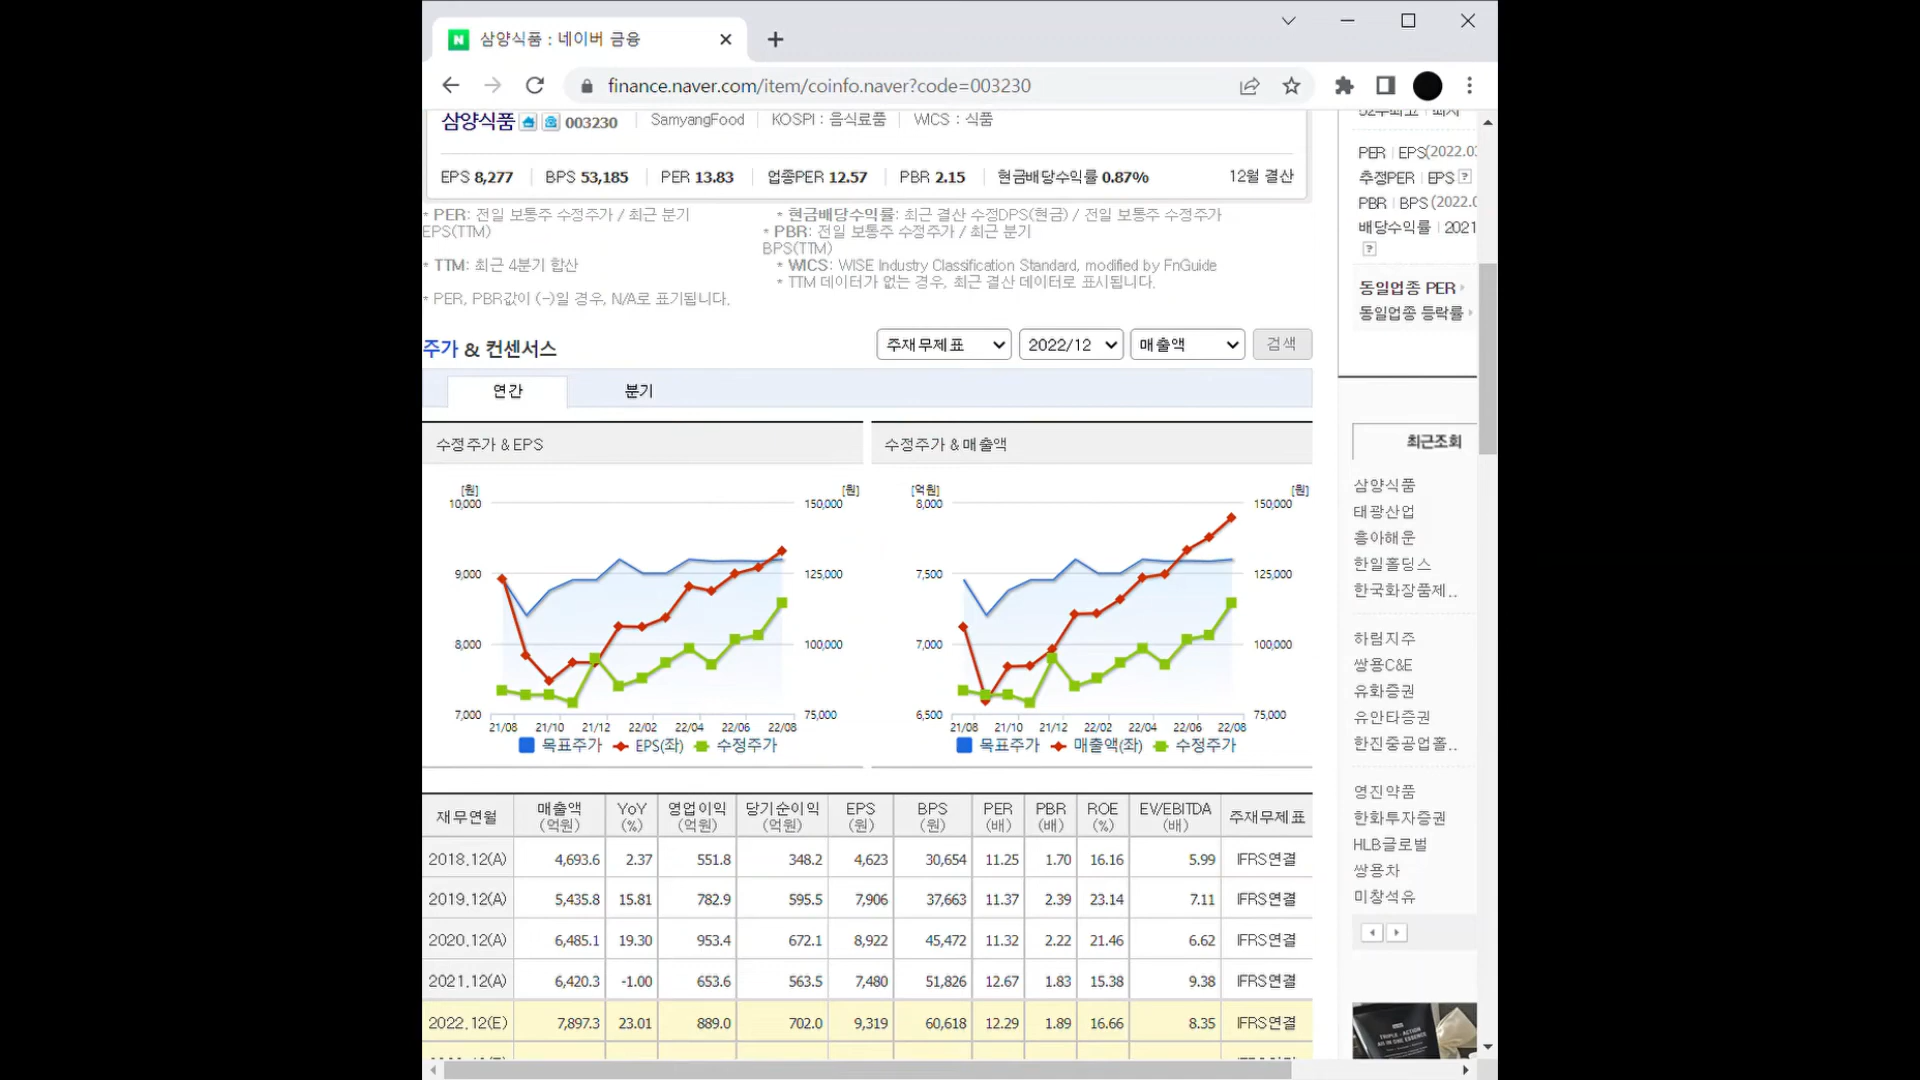 삼양식품 : 네이버 금융
finance.naver.com/item/coinfo.naver?code=003230
삼양식품 003230 SamyangFood KOSPI : 음식료품 WICS : 식품
EPS 8,277 BPS 53,185 PER 13.83 업종PER 12.57 PBR 2.15 현금배당수익률 0.87% 12월 결산
* PER: 전일 보통주 수정주가 / 최근 분기
EPS(TTM)
* 현금배당수익률: 최근 결산 수정DPS(현금) / 전일 보통주 수정주가
* PBR: 전일 보통주 수정주가 / 최근 분기
BPS(TTM)
* TTM: 최근 4분기 합산
* WICS: WISE Industry Classification Standard, modified by FnGuide
* TTM 데이터가 없는 경우, 최근 결산 데이터로 표시됩니다.
* PER, PBR값이 (-)일 경우, N/A로 표기됩니다.
주가 & 컨센서스
주재무제표 2022/12 매출액 검색
연간 분기
수정주가 & EPS
[원] [원]
10,000 150,000
9,000 125,000
8,000 100,000
7,000 75,000
21/08 21/10 21/12 22/02 22/04 22/06 22/08
목표주가 EPS(좌) 수정주가
수정주가 & 매출액
[억원] [원]
8,000 150,000
7,500 125,000
7,000 100,000
6,500 75,000
21/08 21/10 21/12 22/02 22/04 22/06 22/08
목표주가 매출액(좌) 수정주가
재무연월 매출액 (억원) YoY (%) 영업이익 (억원) 당기순이익 (억원) EPS (원) BPS (원) PER (배) PBR (배) ROE (%) EV/EBITDA (배) 주재무제표
2018.12(A) 4,693.6 2.37 551.8 348.2 4,623 30,654 11.25 1.70 16.16 5.99 IFRS연결
2019.12(A) 5,435.8 15.81 782.9 595.5 7,906 37,663 11.37 2.39 23.14 7.11 IFRS연결
2020.12(A) 6,485.1 19.30 953.4 672.1 8,922 45,472 11.32 2.22 21.46 6.62 IFRS연결
2021.12(A) 6,420.3 -1.00 653.6 563.5 7,480 51,826 12.67 1.83 15.38 9.38 IFRS연결
2022.12(E) 7,897.3 23.01 889.0 702.0 9,319 60,618 12.29 1.89 16.66 8.35 IFRS연결
PER EPS(2022.03
추정PER EPS ?
PBR BPS (2022.0
배당수익률 2021
?
동일업종 PER
동일업종 등락률
최근조회
삼양식품
태광산업
흥아해운
한일홀딩스
한국화장품제..
하림지주
쌍용C&E
유화증권
유안타증권
한진중공업홀..
영진약품
한화투자증권
HLB글로벌
쌍용차
미창석유
TRIPLE-ACTION